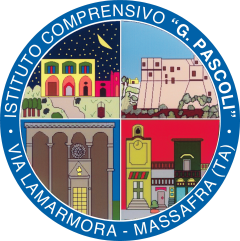 ISTITUTO COMPRENSIVO "G. PASCOLI"
VIA LAMARMORA - MASSAFRA (TA)